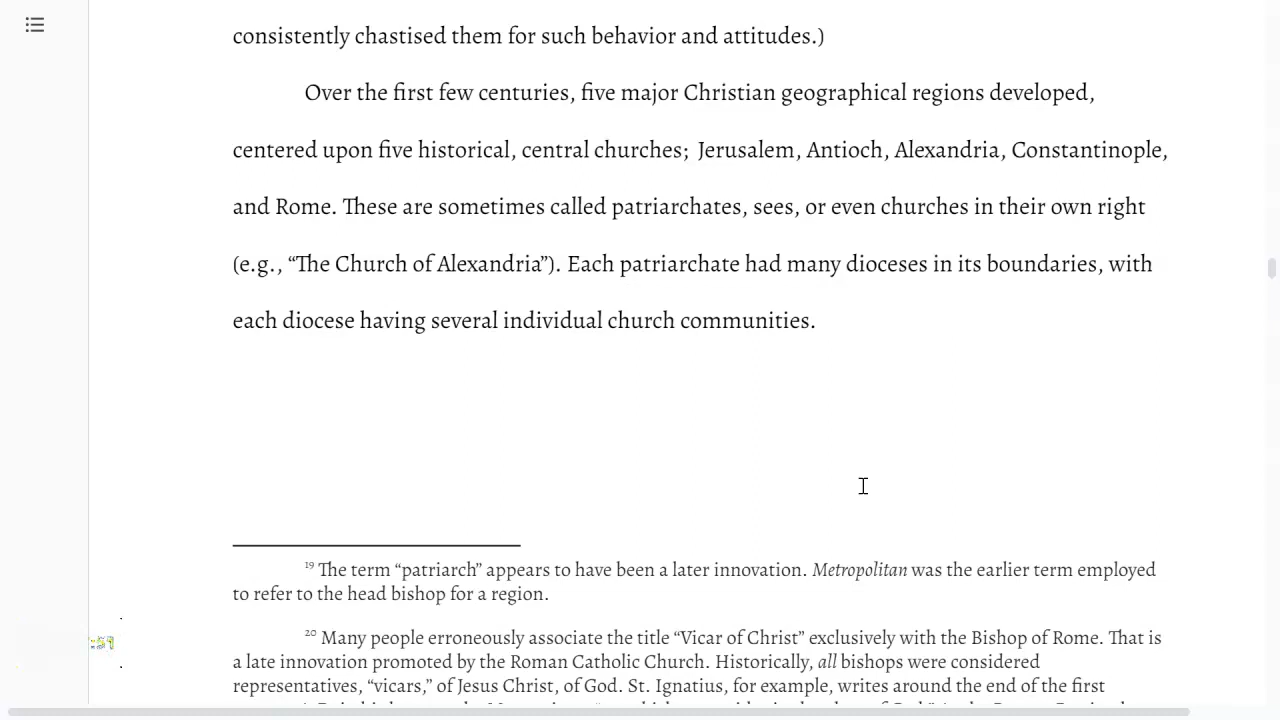 consistently chastised them for such behavior and attitudes.)
Over the first few centuries, five major Christian geographical regions developed,
centered upon five historical, central churches; Jerusalem, Antioch, Alexandria, Constantinople,
and Rome. These are sometimes called patriarchates, sees, or even churches in their own right
(e.g., “The Church of Alexandria”). Each patriarchate had many dioceses in its boundaries, with
each diocese having several individual church communities.
19 The term “patriarch” appears to have been a later innovation. Metropolitan was the earlier term employed
to refer to the head bishop for a region.
20 Many people erroneously associate the title “Vicar of Christ” exclusively with the Bishop of Rome. That is
a late innovation promoted by the Roman Catholic Church. Historically, all bishops were considered
representatives, “vicars,” of Jesus Christ, of God. St. Ignatius, for example, writes around the end of the first